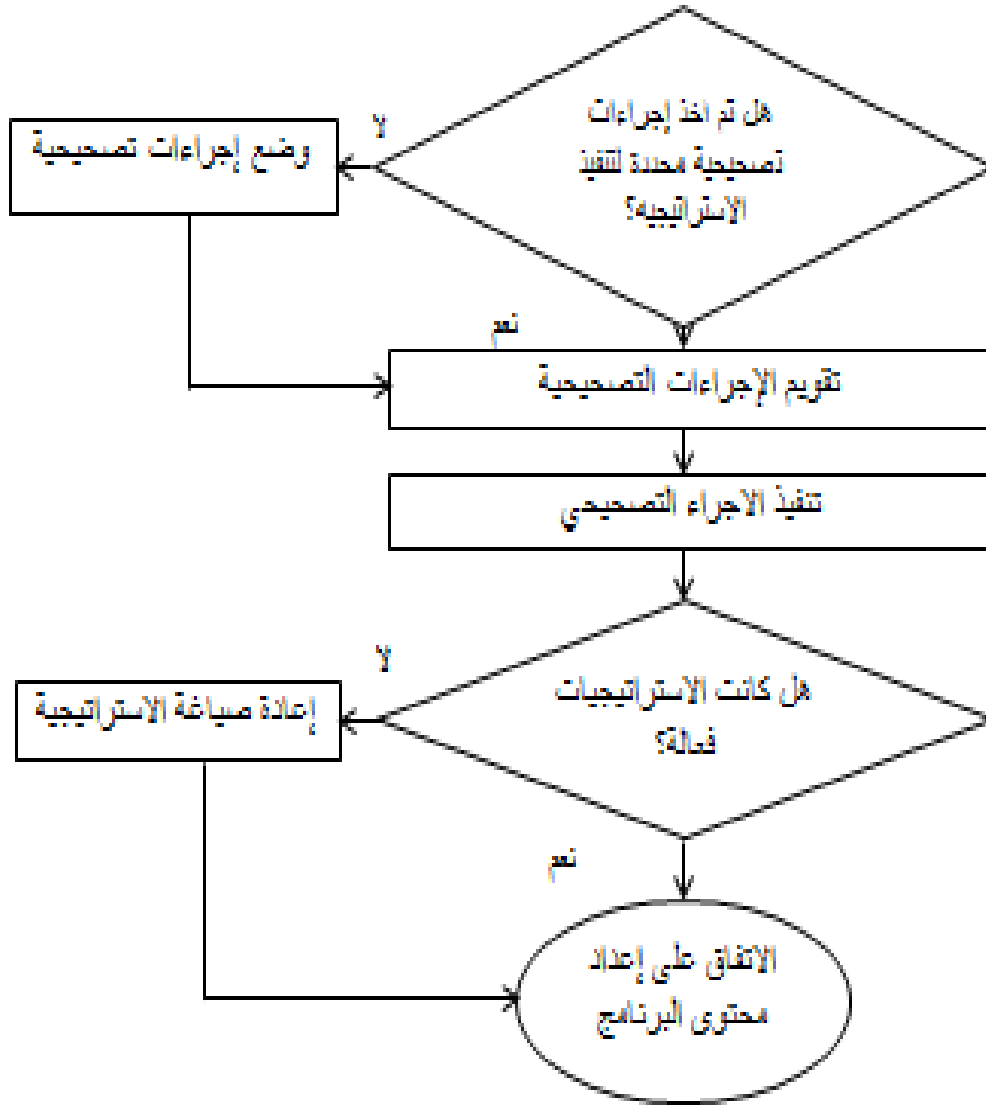 هل تم اخذ إجراءات
تصحيحية محددة لتنفيذ
الاستراتيجيه؟
لا
وضع إجراءات تصحيحية
نعم
تقويم الإجراءات التصحيحية
تنفيذ الاجراء التصحيحي
هل كانت الاستراتيجيات
فعالة؟
لا
إعادة صياغة الاستراتيجية
نعم
الاتفاق على إعداد
محتوى البرنامج